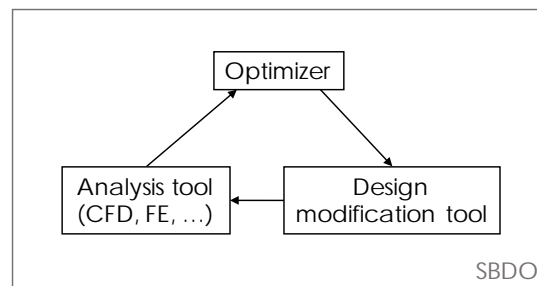 Optimizer
Analysis tool
(CFD, FE, …)
Design
modification tool
SBDO